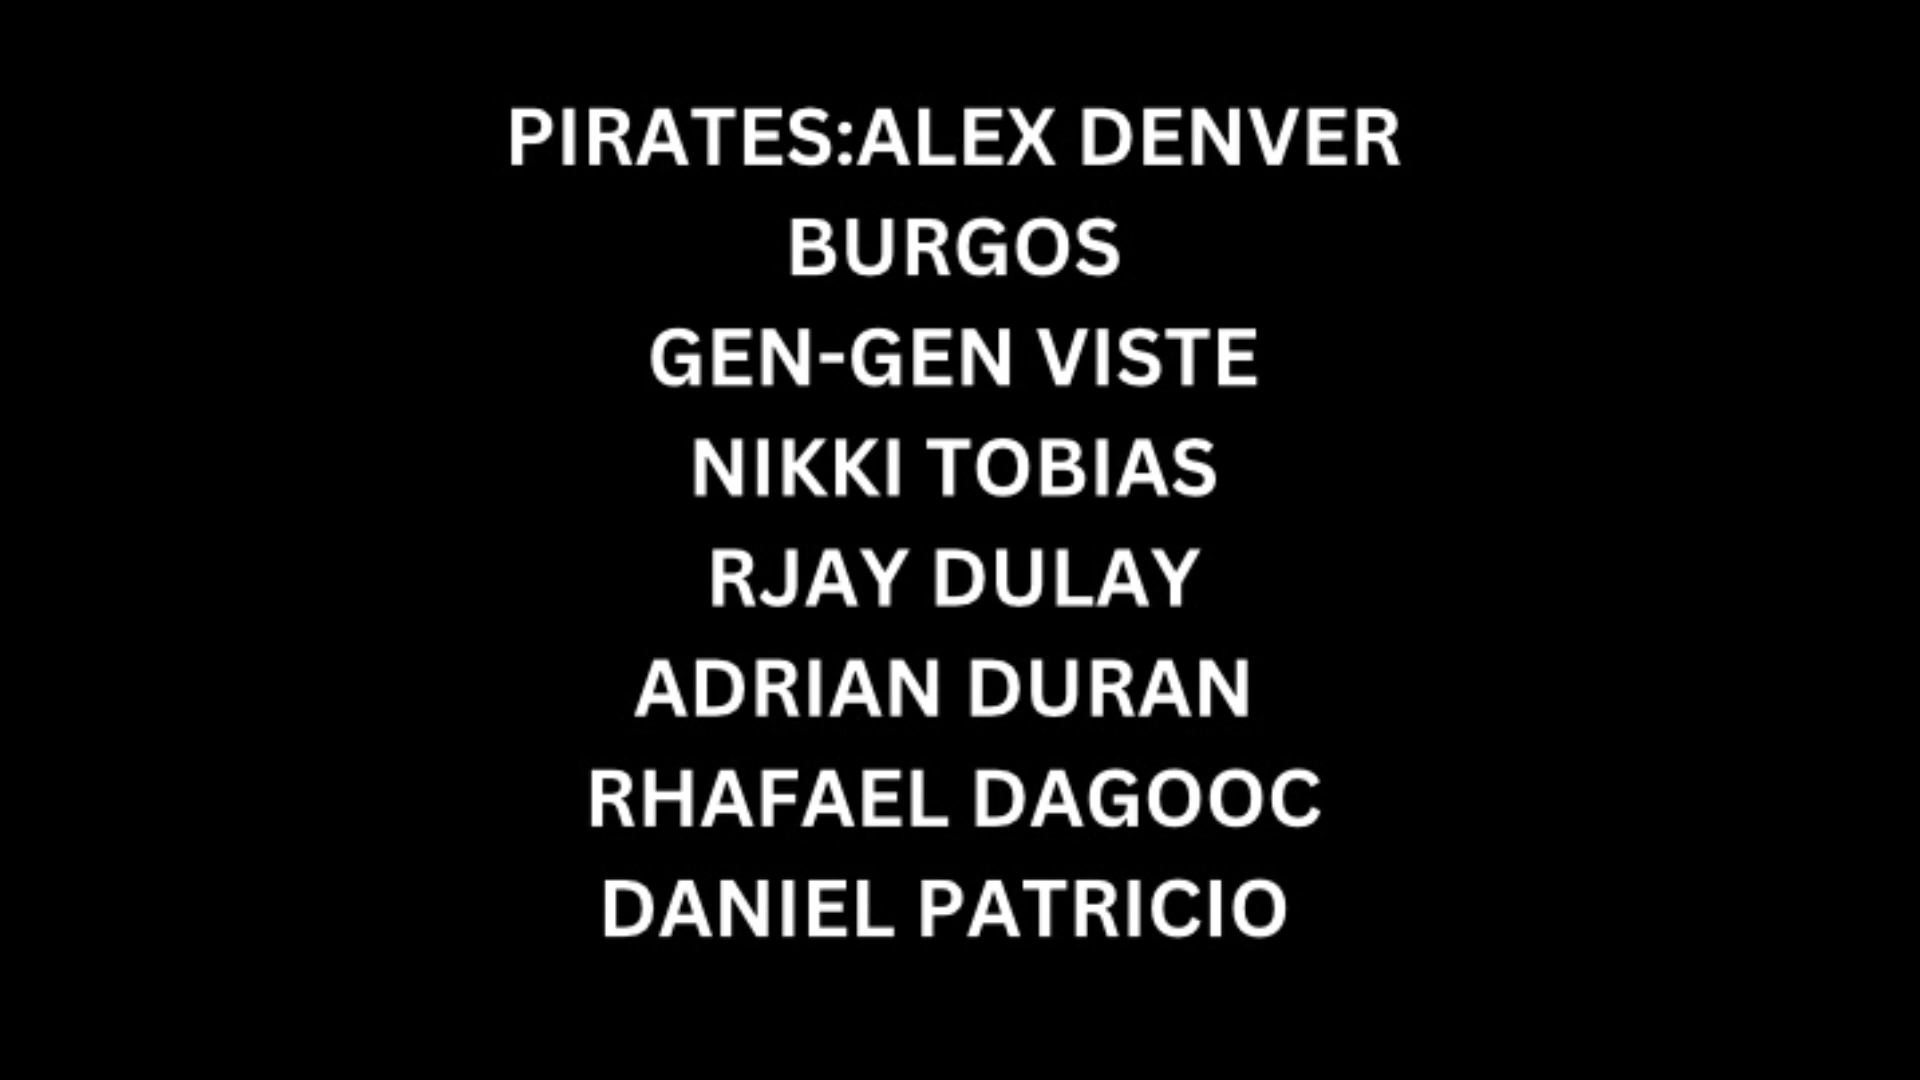 PIRATES:ALEX DENVER
BURGOS
GEN-GEN VISTE
NIKKI TOBIAS
RJAY DULAY
ADRIAN DURAN
RHAFAEL DAGOOC
DANIEL PATRICIO